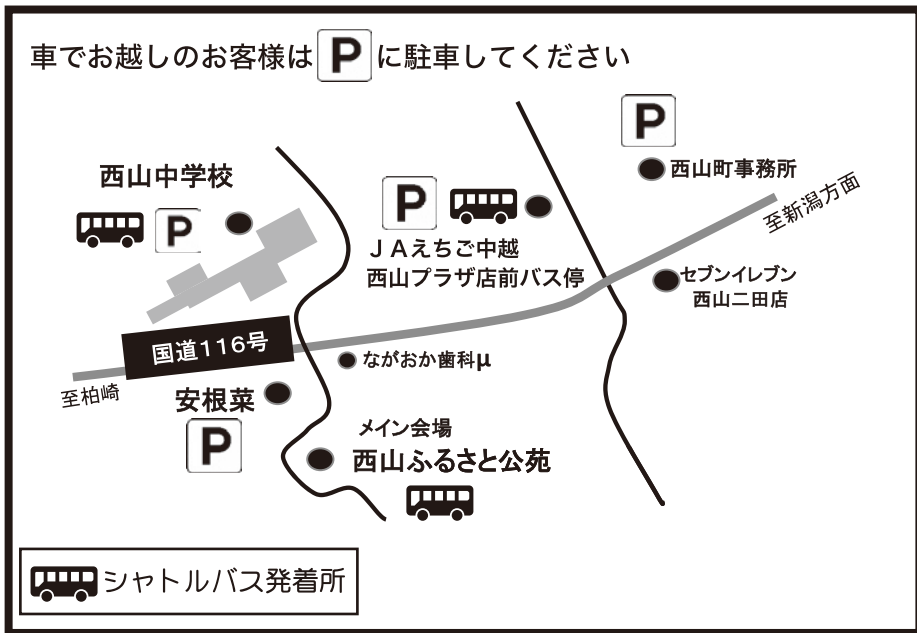 車でお越しのお客様はPに駐車してください
P
西山町事務所
西山中学校
P
P
至新潟方面
JAえちご中越
西山プラザ店前バス停
セブンイレブン
西山二田店
国道116号
ながおか歯科μ
至柏崎
安根菜
P
メイン会場
西山ふるさと公苑
シャトルバス発着所